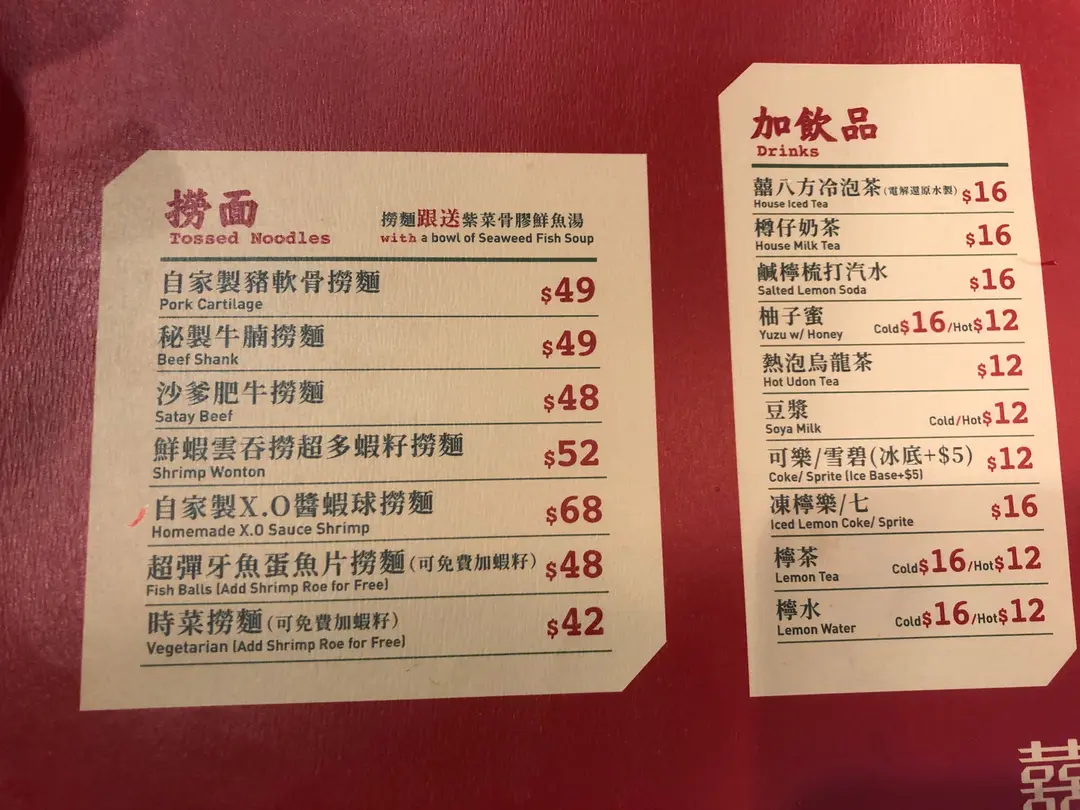 撈面
Tossed Noodles
撈麵跟送紫菜骨膠鮮魚湯
with a bowl of Seaweed Fish Soup
自家製豬軟骨撈麵 $49
Pork Cartilage
秘製牛腩撈麵 $49
Beef Shank
沙爹肥牛撈麵 $48
Satay Beef
鮮蝦雲吞撈超多蝦籽撈麵 $52
Shrimp Wonton
自家製X.O醬蝦球撈麵 $68
Homemade X.O Sauce Shrimp
超彈牙魚蛋魚片撈麵(可免費加蝦籽) $48
Fish Balls (Add Shrimp Roe for Free)
時菜撈麵(可免費加蝦籽) $42
Vegetarian (Add Shrimp Roe for Free)
加飲品
Drinks
囍八方冷泡茶(電解還原水製) $16
House Iced Tea
樽仔奶茶 $16
House Milk Tea
鹹檸梳打汽水 $16
Salted Lemon Soda
柚子蜜 Cold$16/Hot$12
Yuzu w/ Honey
熱泡烏龍茶 $12
Hot Udon Tea
豆漿 Cold/Hot$12
Soya Milk
可樂/雪碧(冰底+$5) $12
Coke/ Sprite (Ice Base+$5)
凍檸樂/七 $16
Iced Lemon Coke/ Sprite
檸茶 Cold$16/Hot$12
Lemon Tea
檸水 Cold$16/Hot$12
Lemon Water
囍